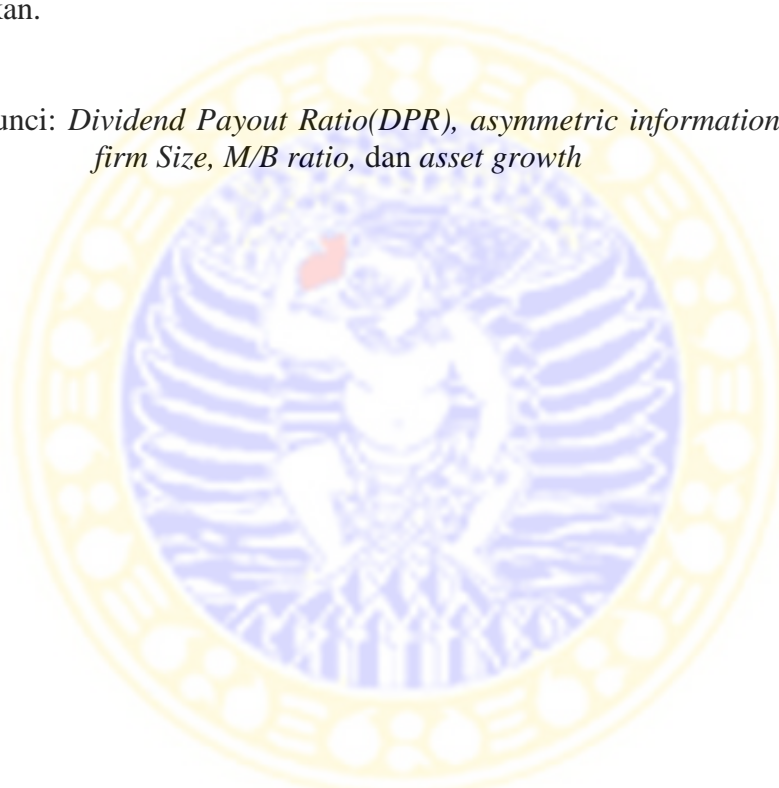 kan.
unci: Dividend Payout Ratio(DPR), asymmetric information
firm Size, M/B ratio, dan asset growth